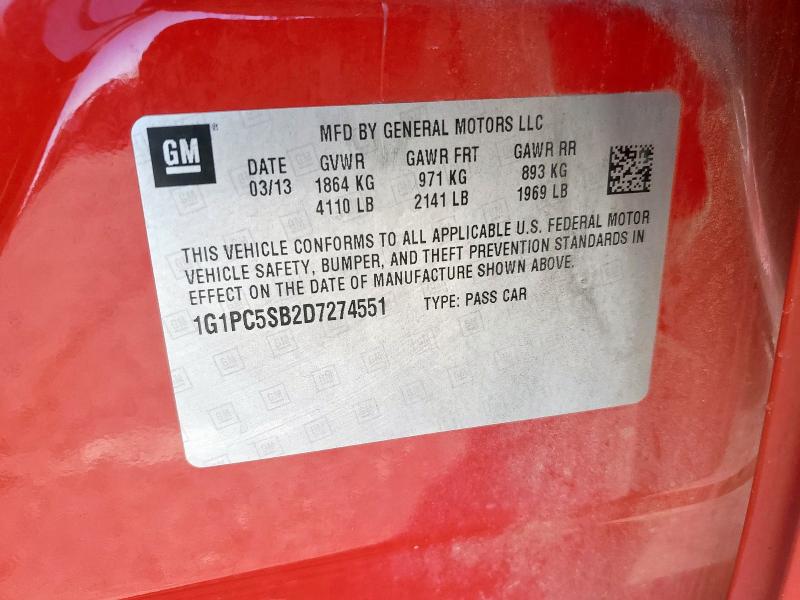 GM
MFD BY GENERAL MOTORS LLC
DATE GVWR GAWR FRT GAWR RR
03/13 1864 KG 971 KG 893 KG
4110 LB 2141 LB 1969 LB
THIS VEHICLE CONFORMS TO ALL APPLICABLE U.S. FEDERAL MOTOR
VEHICLE SAFETY, BUMPER, AND THEFT PREVENTION STANDARDS IN
EFFECT ON THE DATE OF MANUFACTURE SHOWN ABOVE.
1G1PC5SB2D7274551 TYPE: PASS CAR